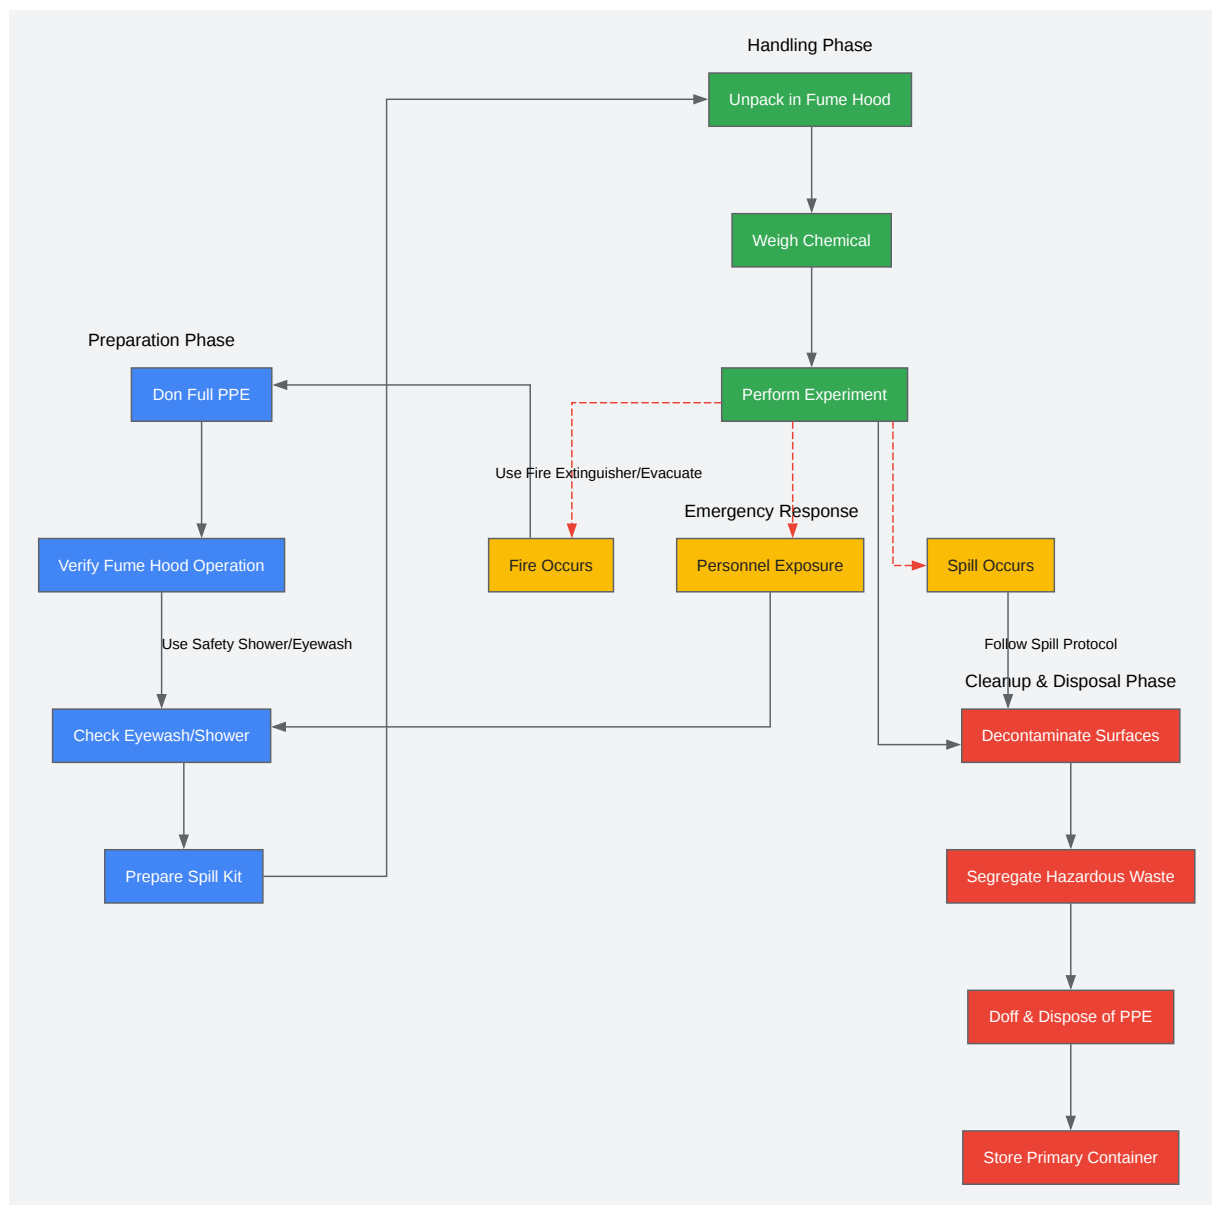 Handling Phase
Unpack in Fume Hood
Weigh Chemical
Preparation Phase
Don Full PPE
Perform Experiment
Use Fire Extinguisher/Evacuate
Emergency Response
Verify Fume Hood Operation
Fire Occurs
Personnel Exposure
Spill Occurs
Use Safety Shower/Eyewash
Follow Spill Protocol
Cleanup & Disposal Phase
Check Eyewash/Shower
Decontaminate Surfaces
Prepare Spill Kit
Segregate Hazardous Waste
Doff & Dispose of PPE
Store Primary Container